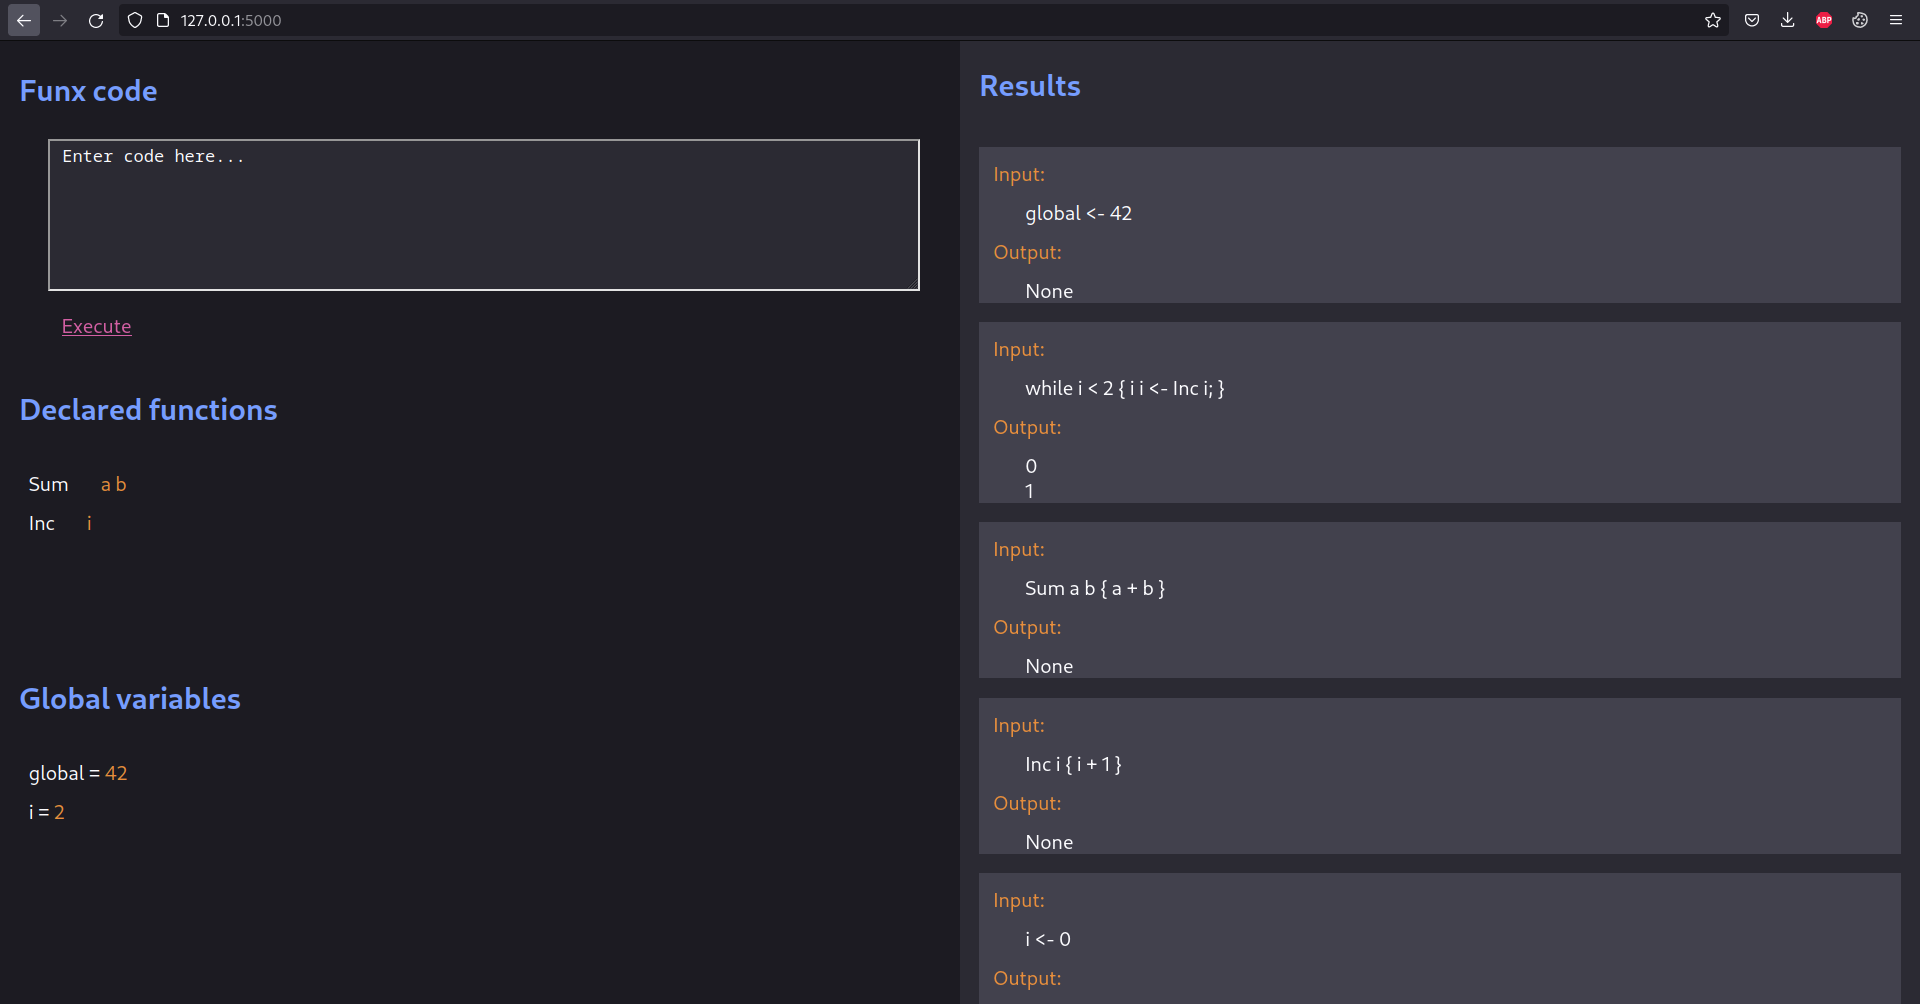 127.0.0.1:5000
ABP
Funx code
Enter code here...
Execute
Declared functions
Sum a b
Inc i
Global variables
global = 42
i = 2
Results
Input:
global <- 42
Output:
None
Input:
while i < 2 { i i <- Inc i; }
Output:
0
1
Input:
Sum a b { a + b }
Output:
None
Input:
Inc i { i + 1 }
Output:
None
Input:
i <- 0
Output: